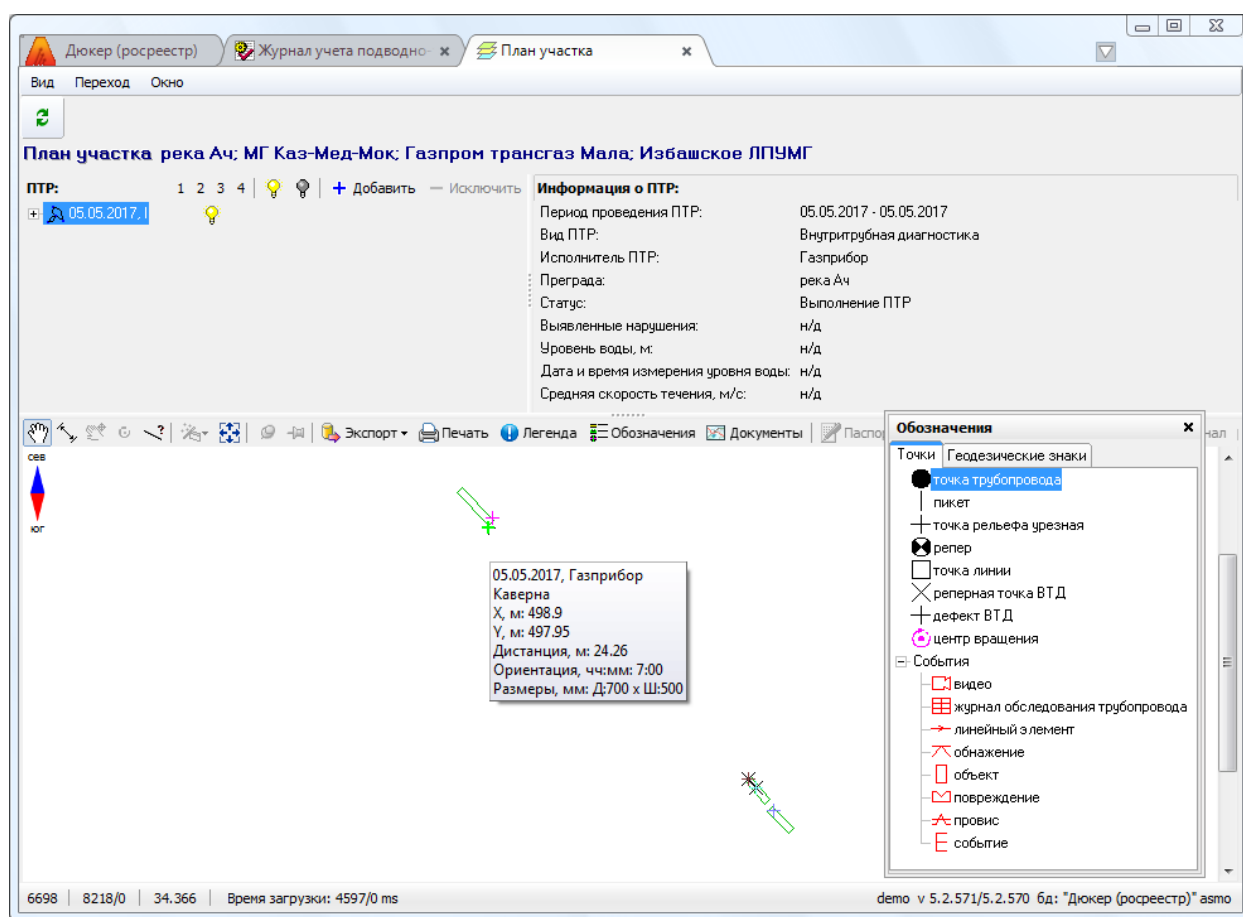 Дюкер (росреестр) Журнал учета подводно- План участка
Вид Переход Окно
План участка река Ач; МГ Каз-Мед-Мок; Газпром трансгаз Мала; Избашское ЛПУМГ
ПТР: 1 2 3 4 Добавить Исключить
05.05.2017, I
Информация о ПТР:
Период проведения ПТР: 05.05.2017 - 05.05.2017
Вид ПТР: Внутритрубная диагностика
Исполнитель ПТР: Газприбор
Преграда: река Ач
Статус: Выполнение ПТР
Выявленные нарушения: н/д
Уровень воды, м: н/д
Дата и время измерения уровня воды: н/д
Средняя скорость течения, м/с: н/д
Экспорт Печать Легенда Обозначения Документы Паспор нал
сев
юг
05.05.2017, Газприбор
Каверна
X, м: 498.9
Y, м: 497.95
Дистанция, м: 24.26
Ориентация, чч:мм: 7:00
Размеры, мм: Д:700 x Ш:500
Обозначения
Точки Геодезические знаки
точка трубопровода
пикет
точка рельефа урезная
репер
точка линии
реперная точка ВТД
дефект ВТД
центр вращения
События
видео
журнал обследования трубопровода
линейный элемент
обнажение
объект
повреждение
провис
событие
6698 8218/0 34.366 Время загрузки: 4597/0 ms demo v 5.2.571/5.2.570 бд: "Дюкер (росреестр)" asmo